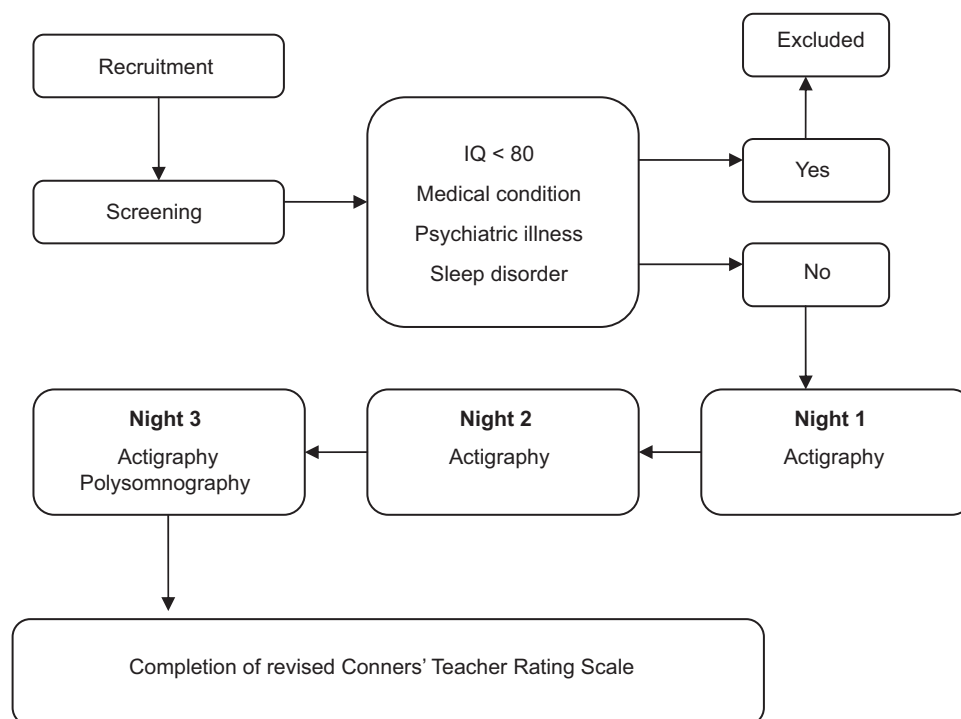 Recruitment
Screening
IQ < 80
Medical condition
Psychiatric illness
Sleep disorder
Excluded
Yes
No
Night 1
Actigraphy
Night 2
Actigraphy
Night 3
Actigraphy
Polysomnography
Completion of revised Conners’ Teacher Rating Scale